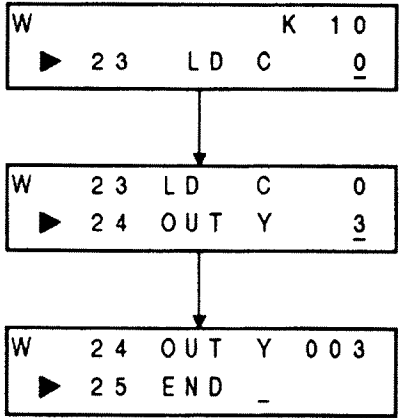 W K 10
▶ 23 LD C 0
W 23 LD C 0
▶ 24 OUT Y 3
W 24 OUT Y 003
▶ 25 END _